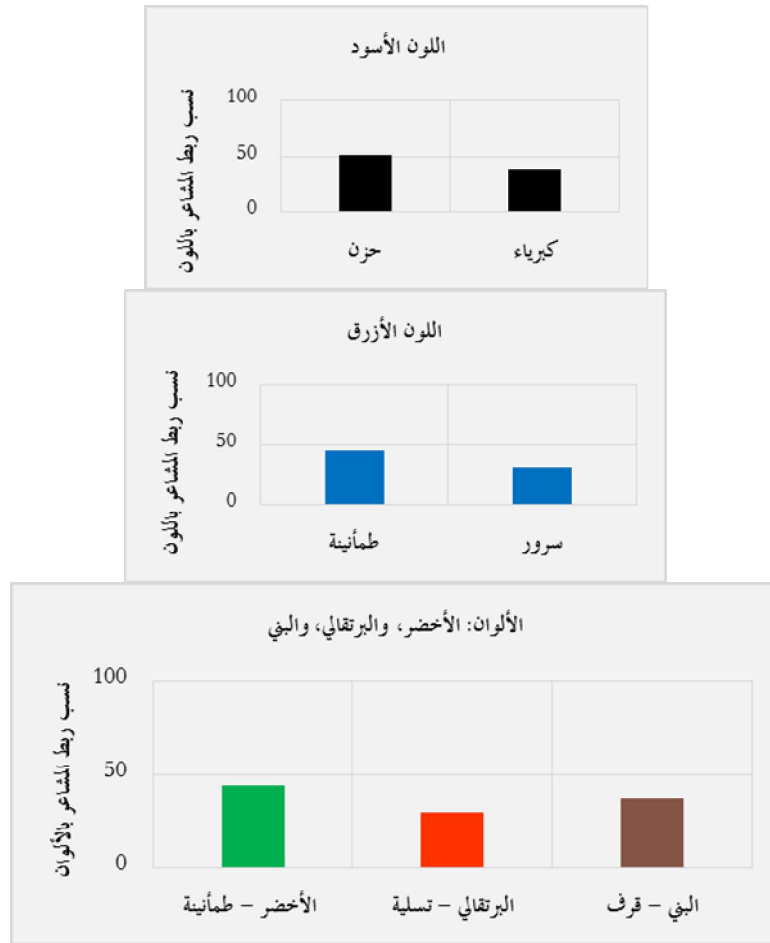 اللون الأسود
نسب ربط المشاعر باللون
100
50
0
حزن
كبرياء
اللون الأزرق
نسب ربط المشاعر باللون
100
50
0
طمأنينة
سرور
الألوان: الأخضر، والبرتقالي، والبني
نسب ربط المشاعر بالألوان
100
50
0
الأخضر – طمأنينة
البرتقالي – تسلية
البني – قرف